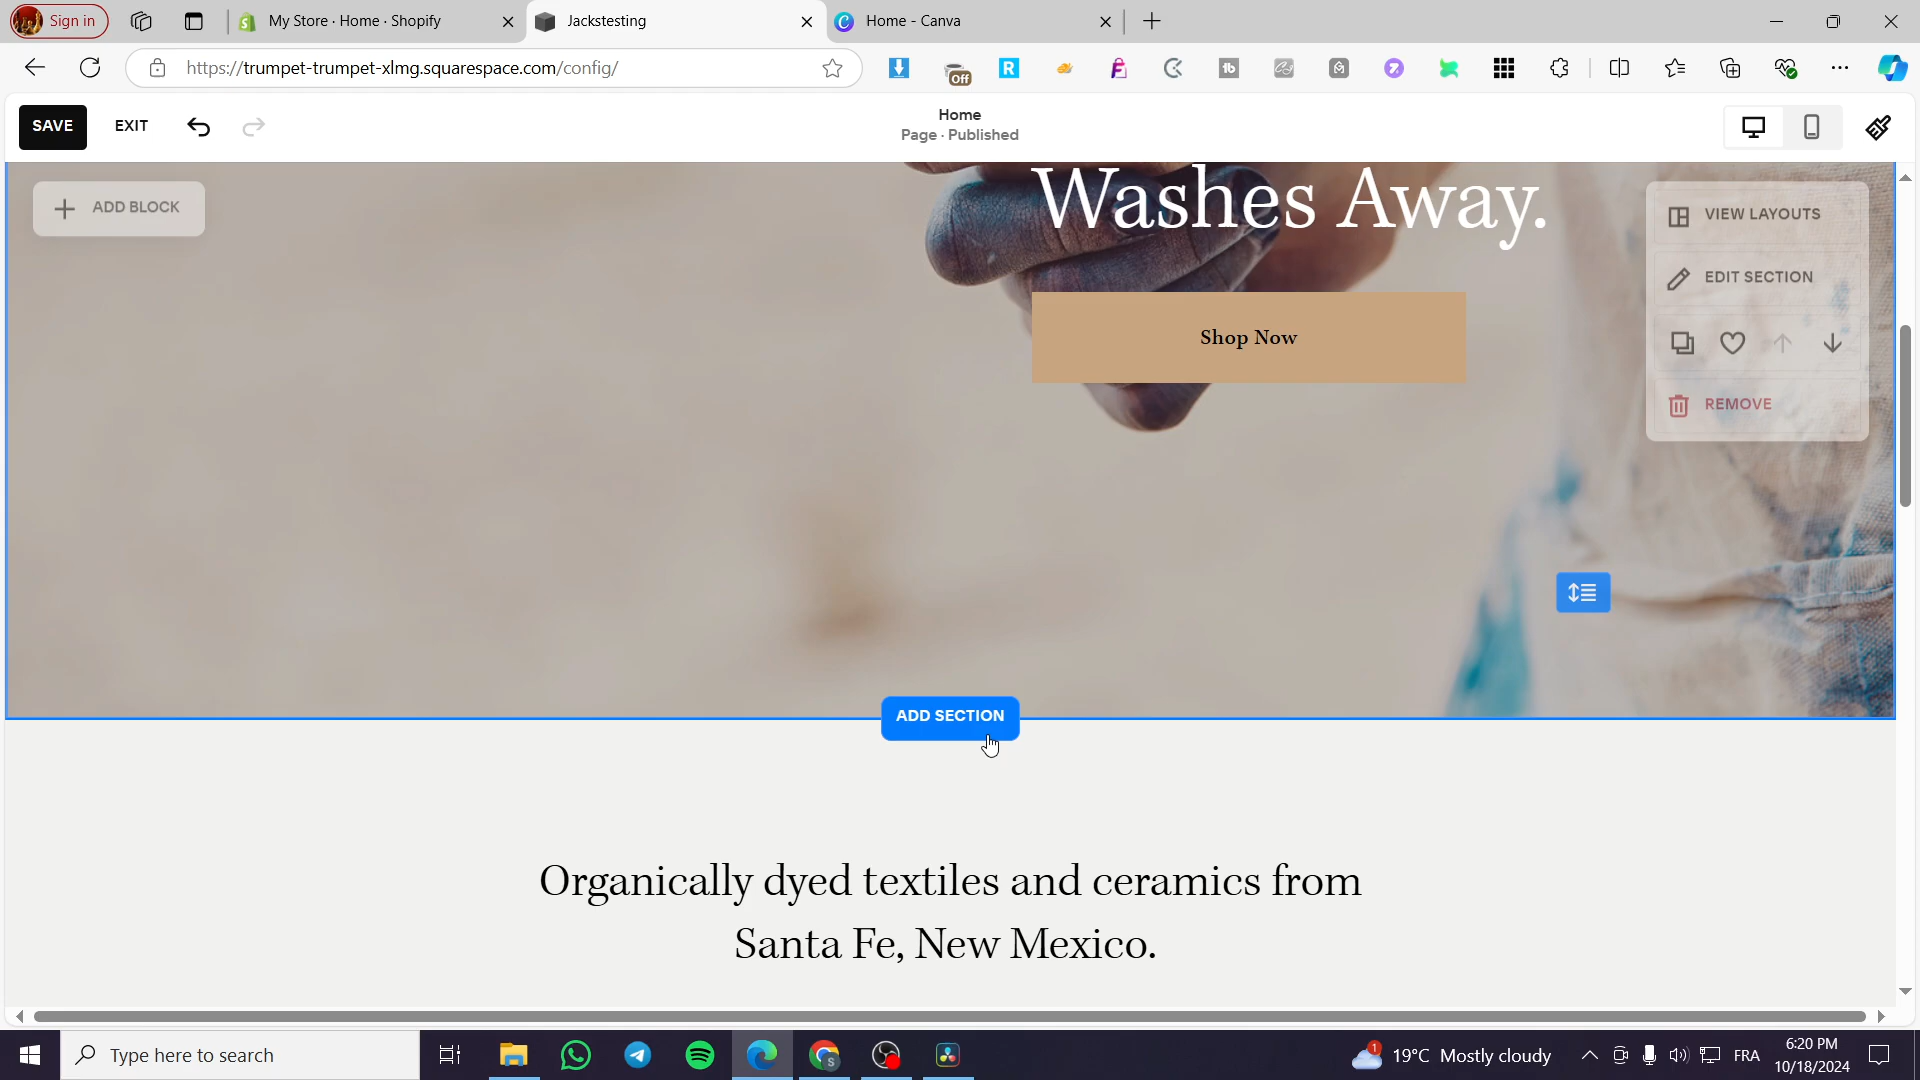 Sign in
My Store · Home · Shopify
Jackstesting
Home - Canva
https://trumpet-trumpet-xlmg.squarespace.com/config/
Off
SAVE
EXIT
Home
Page · Published
ADD BLOCK
Washes Away.
Shop Now
VIEW LAYOUTS
EDIT SECTION
REMOVE
ADD SECTION
Organically dyed textiles and ceramics from
Santa Fe, New Mexico.
Type here to search
19°C Mostly cloudy
FRA
6:20 PM
10/18/2024